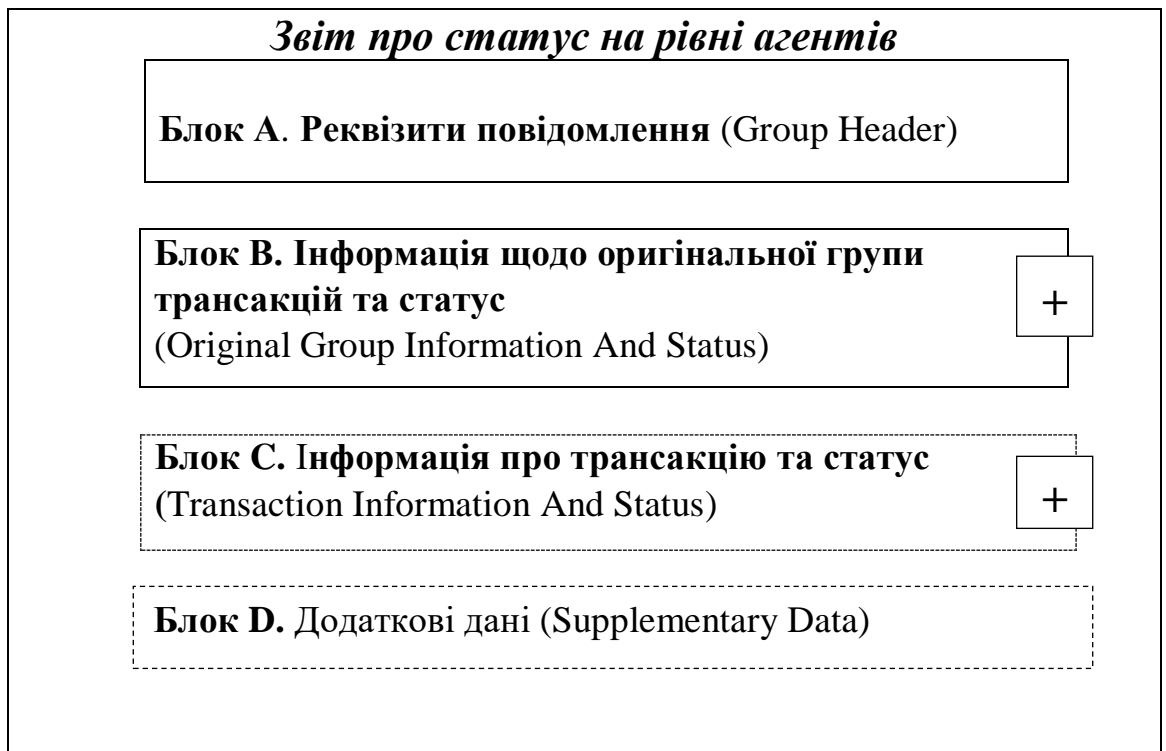 Звіт про статус на рівні агентів
Блок A. Реквізити повідомлення (Group Header)
Блок B. Інформація щодо оригінальної групи
трансакцій та статус
(Original Group Information And Status)
+
Блок C. Інформація про трансакцію та статус
(Transaction Information And Status)
+
Блок D. Додаткові дані (Supplementary Data)